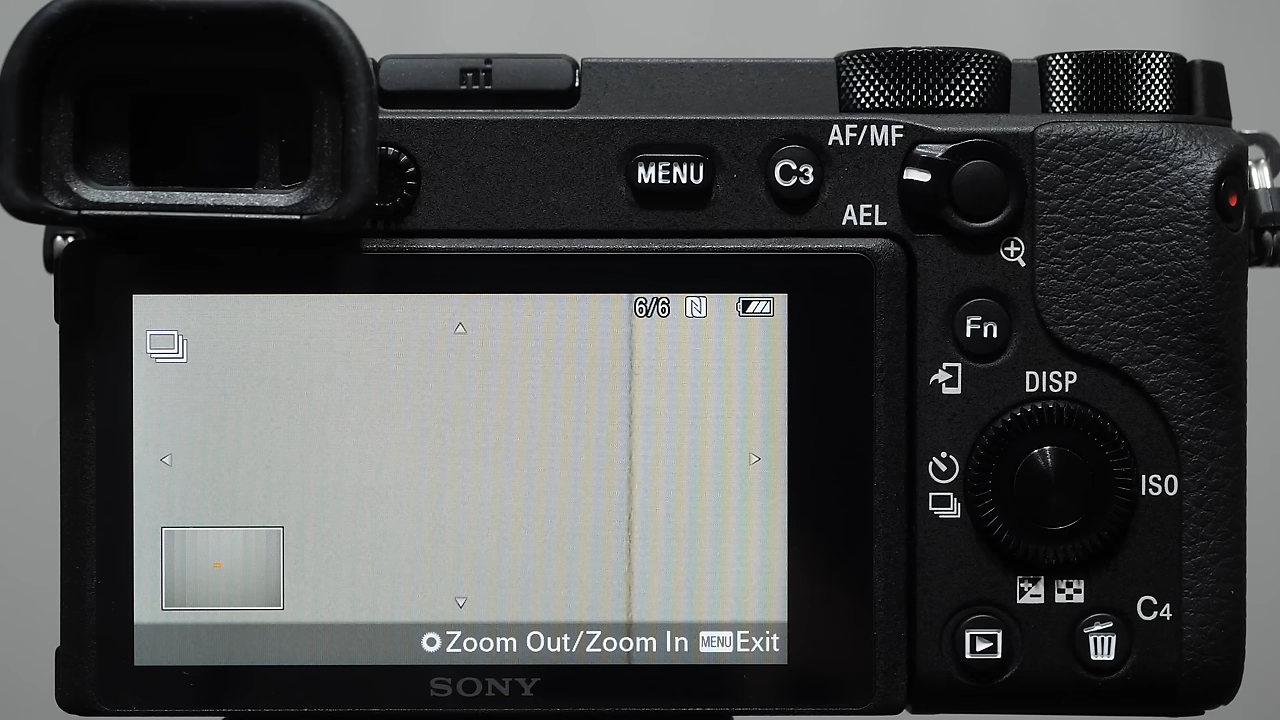 MENU
C3
AF/MF
AEL
Fn
DISP
ISO
C4
6/6
N
Zoom Out/Zoom In MENU Exit
SONY